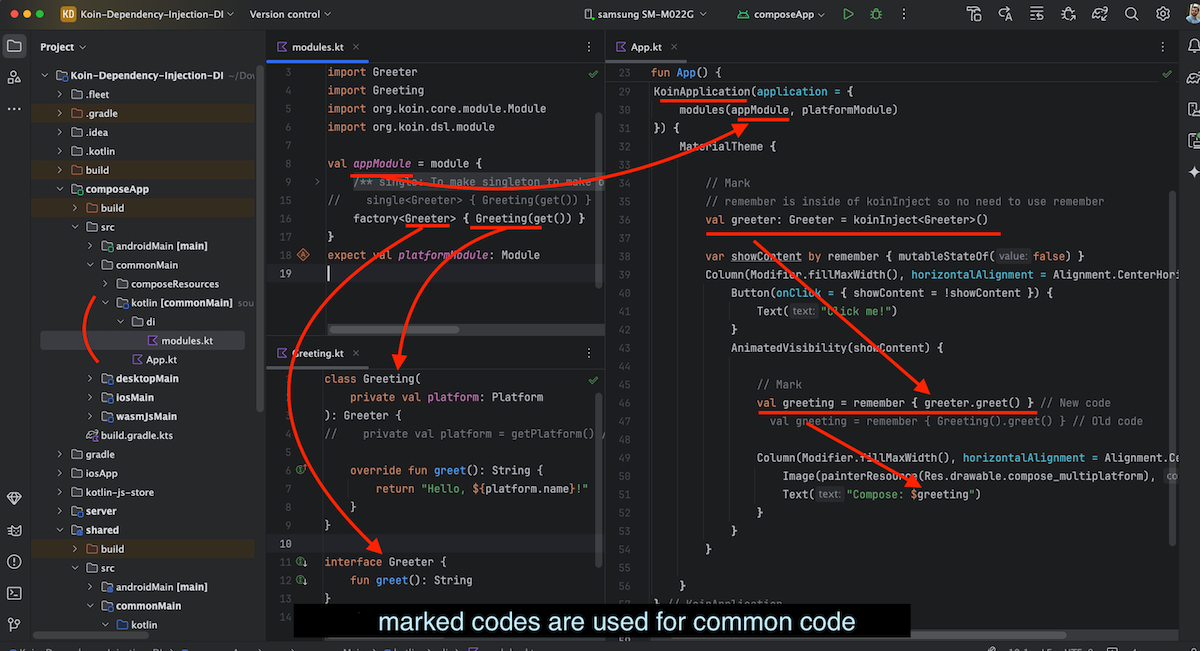 KD Koin-Dependency-Injection-DI Version control samsung SM-M022G composeApp
Project
Koin-Dependency-Injection-DI
.fleet
.gradle
.idea
.kotlin
build
composeApp
build
src
androidMain [main]
commonMain
composeResources
kotlin [commonMain]
di
modules.kt
App.kt
desktopMain
iosMain
wasmJsMain
build.gradle.kts
gradle
iosApp
kotlin-js-store
server
shared
build
src
androidMain [main]
commonMain
kotlin
modules.kt
3 import Greeter
4 import Greeting
5 import org.koin.core.module.Module
6 import org.koin.dsl.module
7
8 val appModule = module {
9 /** single: To make singleton to make
15 // single<Greeter> { Greeting(get()) }
16 factory<Greeter> { Greeting(get()) }
17 }
18 expect val platformModule: Module
19
Greeting.kt
class Greeting(
private val platform: Platform
): Greeter {
4 // private val platform = getPlatform()
5
6 override fun greet(): String {
7 return "Hello, ${platform.name}!"
8 }
9 }
10
11 interface Greeter {
12 fun greet(): String
13 }
14
App.kt
23 fun App() {
29 KoinApplication(application = {
30 modules(appModule, platformModule)
31 }) {
32 MaterialTheme {
33
34 // Mark
35 // remember is inside of koinInject so no need to use remember
36 val greeter: Greeter = koinInject<Greeter>()
37
38 var showContent by remember { mutableStateOf( value: false) }
39 Column(Modifier.fillMaxWidth(), horizontalAlignment = Alignment.CenterHori
40 Button(onClick = { showContent = !showContent }) {
41 Text( text: "Click me!")
42 }
43 AnimatedVisibility(showContent) {
44
45 // Mark
46 val greeting = remember { greeter.greet() } // New code
47 val greeting = remember { Greeting().greet() } // Old code
48
49 Column(Modifier.fillMaxWidth(), horizontalAlignment = Alignment.Ce
50 Image(painterResource(Res.drawable.compose_multiplatform), co
51 Text( text: "Compose: $greeting")
52 }
53 }
54 }
55
56 }
marked codes are used for common code